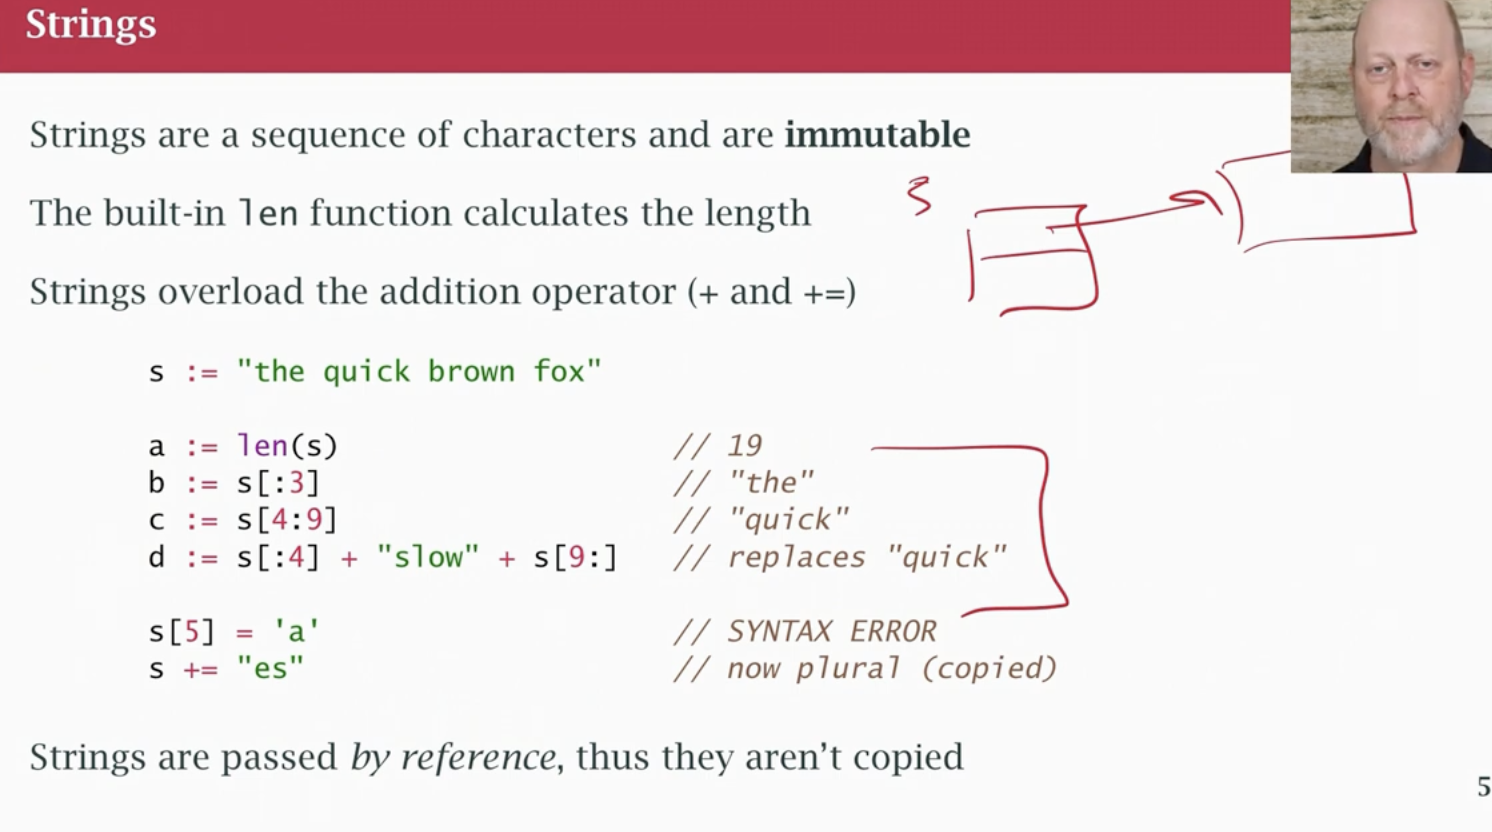 Strings
Strings are a sequence of characters and are immutable
The built-in len function calculates the length
s
Strings overload the addition operator (+ and +=)
s := "the quick brown fox"
a := len(s) // 19
b := s[:3] // "the"
c := s[4:9] // "quick"
d := s[:4] + "slow" + s[9:] // replaces "quick"
s[5] = 'a' // SYNTAX ERROR
s += "es" // now plural (copied)
Strings are passed by reference, thus they aren't copied
5